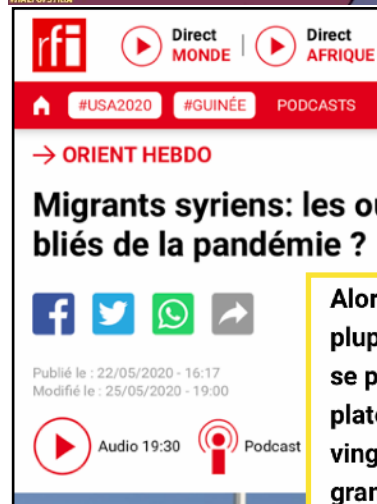 rfi
Direct
MONDE
Direct
AFRIQUE
#USA2020 #GUINÉE PODCASTS
→ ORIENT HEBDO
Migrants syriens: les ou
bliés de la pandémie ?
Publié le : 22/05/2020 - 16:17
Modifié le : 25/05/2020 - 19:00
Audio 19:30 Podcast
Alor
plup
se p
plate
ving
gran